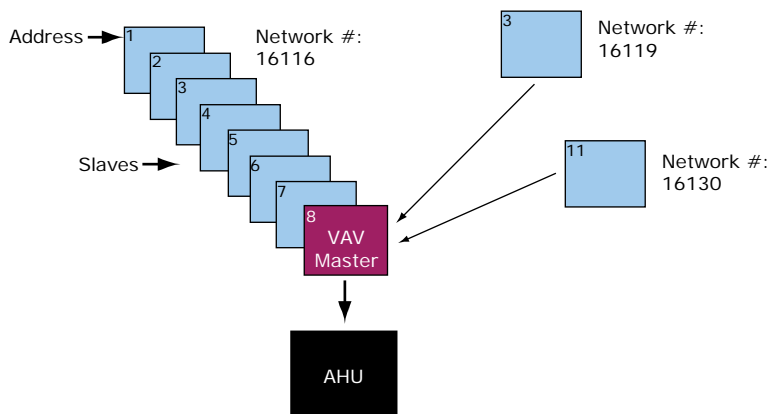 Address
1
Network #:
16116
2
3
4
5
6
7
Slaves
8
VAV
Master
AHU
3
Network #:
16119
11
Network #:
16130